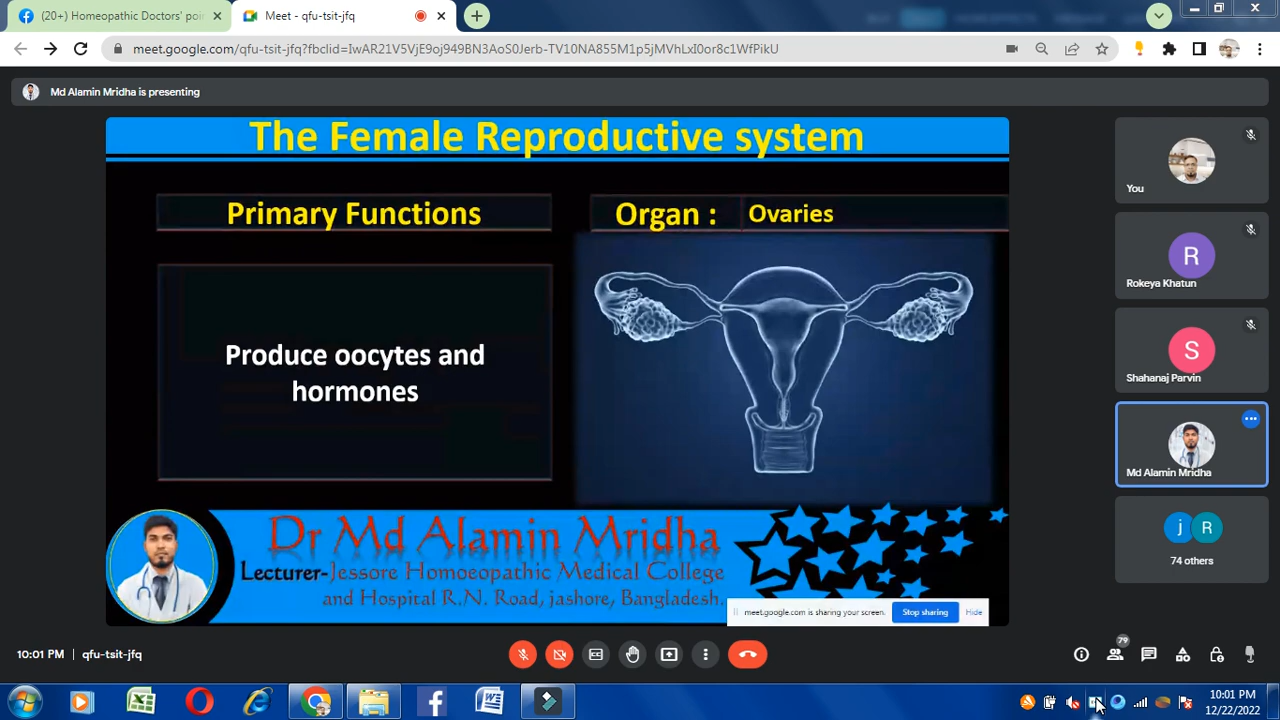 (20+) Homeopathic Doctors' poi
Meet - qfu-tsit-jfq
meet.google.com/qfu-tsit-jfq?fbclid=IwAR21V5VjE9oj949BN3AoS0Jerb-TV10NA855M1p5jMVhLxI0or8c1WfPikU
Md Alamin Mridha is presenting
The Female Reproductive system
Primary Functions
Organ : Ovaries
Produce oocytes and
hormones
Dr Md Alamin Mridha
Lecturer-Jessore Homoeopathic Medical College
and Hospital R.N. Road, jashore, Bangladesh.
meet.google.com is sharing your screen.
Stop sharing
Hide
You
R
Rokeya Khatun
S
Shahanaj Parvin
Md Alamin Mridha
j R
74 others
10:01 PM | qfu-tsit-jfq
79
10:01 PM
12/22/2022